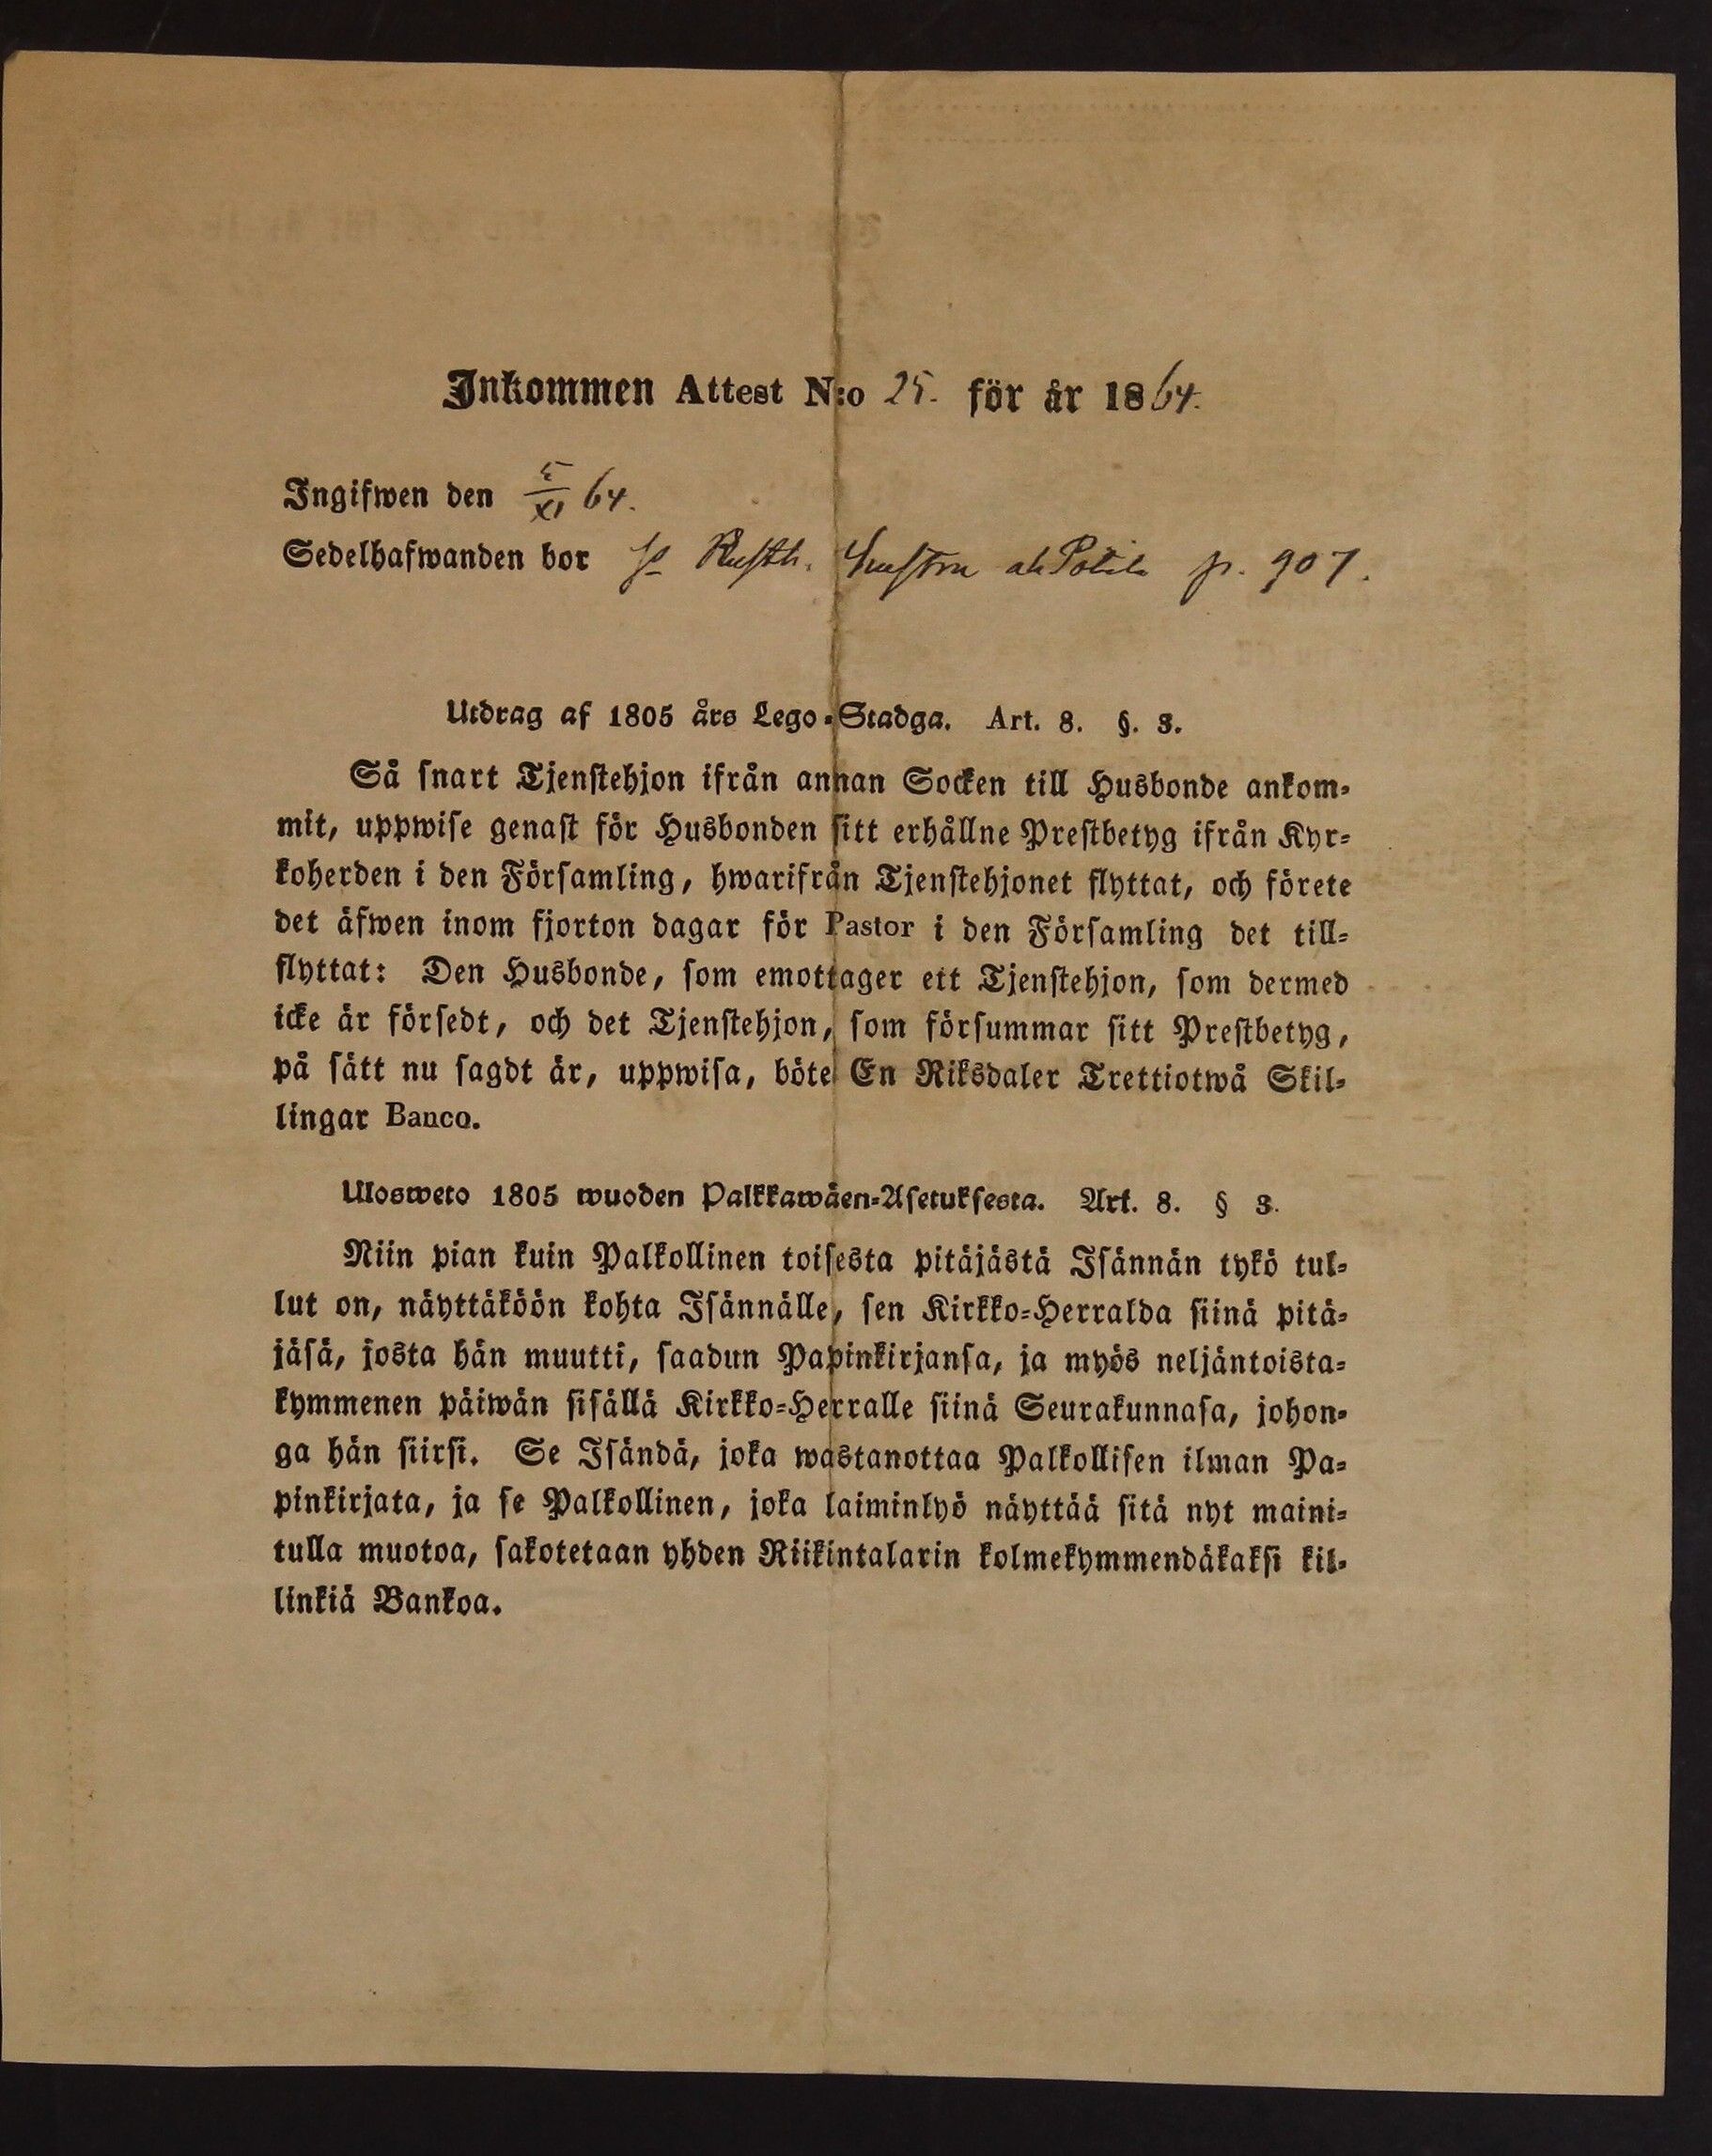 Inkommen Attest N:o 25. för år 1864.
Ingifwen den 5/XI 64.
Sedelhafwanden bor Rusth. p. 907.
Utdrag af 1805 års Lego-Stadga. Art. 8. §. 3.
Så snart Tjenstehjon ifrån annan Socken till Husbonde ankom-
mit, uppwise genast för Husbonden sitt erhållne Prestbetyg ifrån Kyr-
koherden i den Församling, hwarifrån Tjenstehjonet flyttat, och förete
det äfwen inom fjorton dagar för Pastor i den Församling det till-
flyttat: Den Husbonde, som emottager ett Tjenstehjon, som dermed
icke är försedt, och det Tjenstehjon, som försummar sitt Prestbetyg,
på sätt nu sagdt är, uppwisa, böte En Riksdaler Trettiotwå Skil-
lingar Banco.
Ulosweto 1805 wuoden Palkkawäen-Asetuksesta. Art. 8. § 3.
Niin pian kuin Palkollinen toisesta pitäjästä Isännän tykö tul-
lut on, näyttäköön kohta Isännälle, sen Kirkko-Herralda siinä pitä-
jäsä, josta hän muutti, saadun Papinkirjansa, ja myös neljäntoista-
kymmenen päiwän sisällä Kirkko-Herralle siinä Seurakunnasa, johon-
ga hän siirsi. Se Isändä, joka wastanottaa Palkollisen ilman Pa-
pinkirjata, ja se Palkollinen, joka laiminlyö näyttää sitä nyt maini-
tulla muotoa, sakotetaan yhden Riikintalarin kolmekymmendäkaksi kil-
linkiä Bankoa.